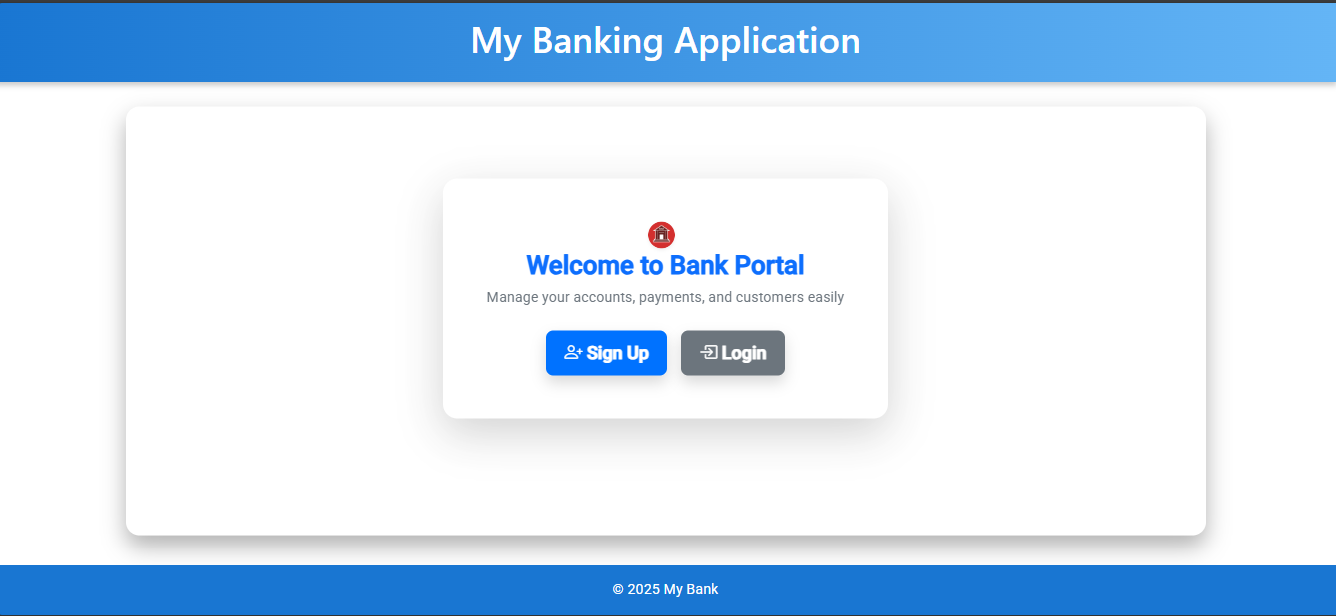 My Banking Application
Welcome to Bank Portal
Manage your accounts, payments, and customers easily
Sign Up
Login
© 2025 My Bank